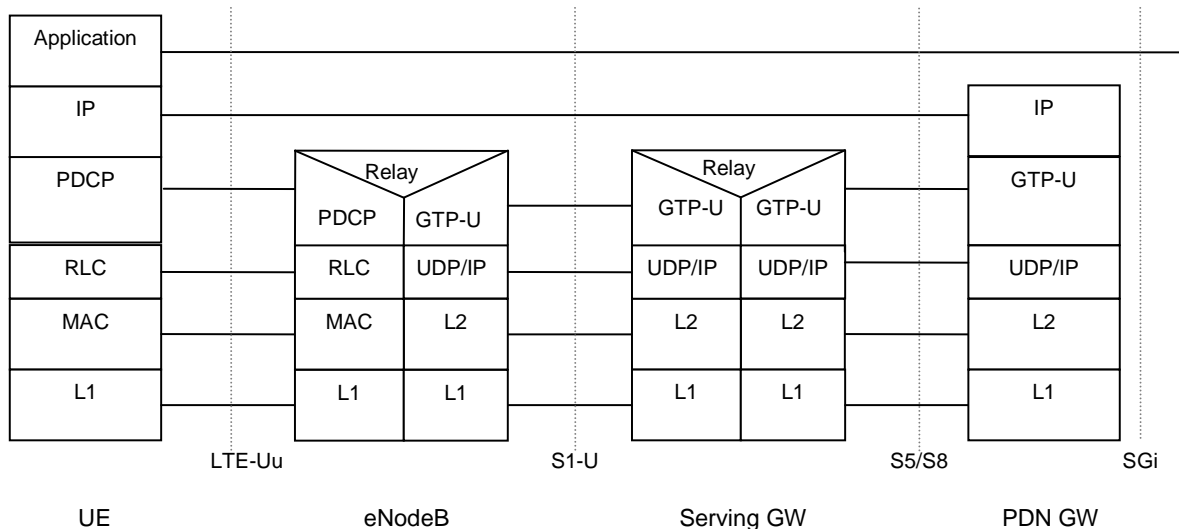 Application
IP
IP
PDCP
Relay
Relay
GTP-U
PDCP
GTP-U
GTP-U
GTP-U
RLC
RLC
UDP/IP
UDP/IP
UDP/IP
UDP/IP
MAC
MAC
L2
L2
L2
L2
L1
L1
L1
L1
L1
L1
LTE-Uu
S1-U
S5/S8
SGi
UE
eNodeB
Serving GW
PDN GW